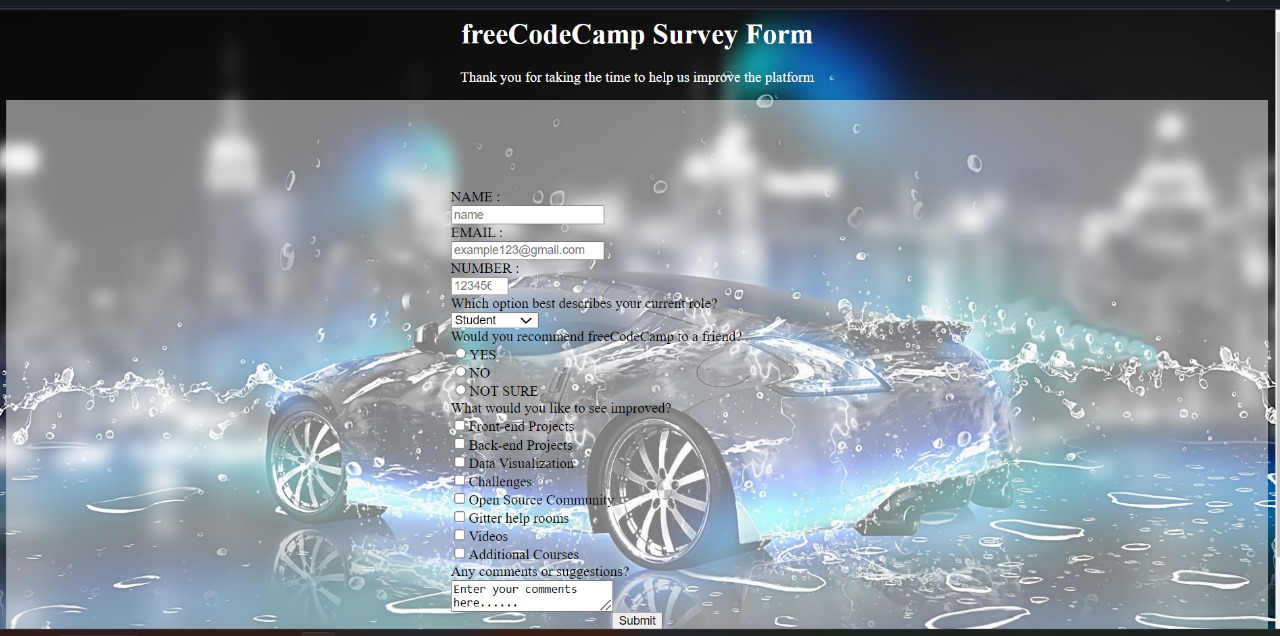 freeCodeCamp Survey Form
Thank you for taking the time to help us improve the platform
NAME :
name
EMAIL :
example123@gmail.com
NUMBER :
123456
Which option best describes your current role?
Student
Would you recommend freeCodeCamp to a friend?
YES
NO
NOT SURE
What would you like to see improved?
Front-end Projects
Back-end Projects
Data Visualization
Challenges
Open Source Community
Gitter help rooms
Videos
Additional Courses
Any comments or suggestions?
Enter your comments
here......
Submit